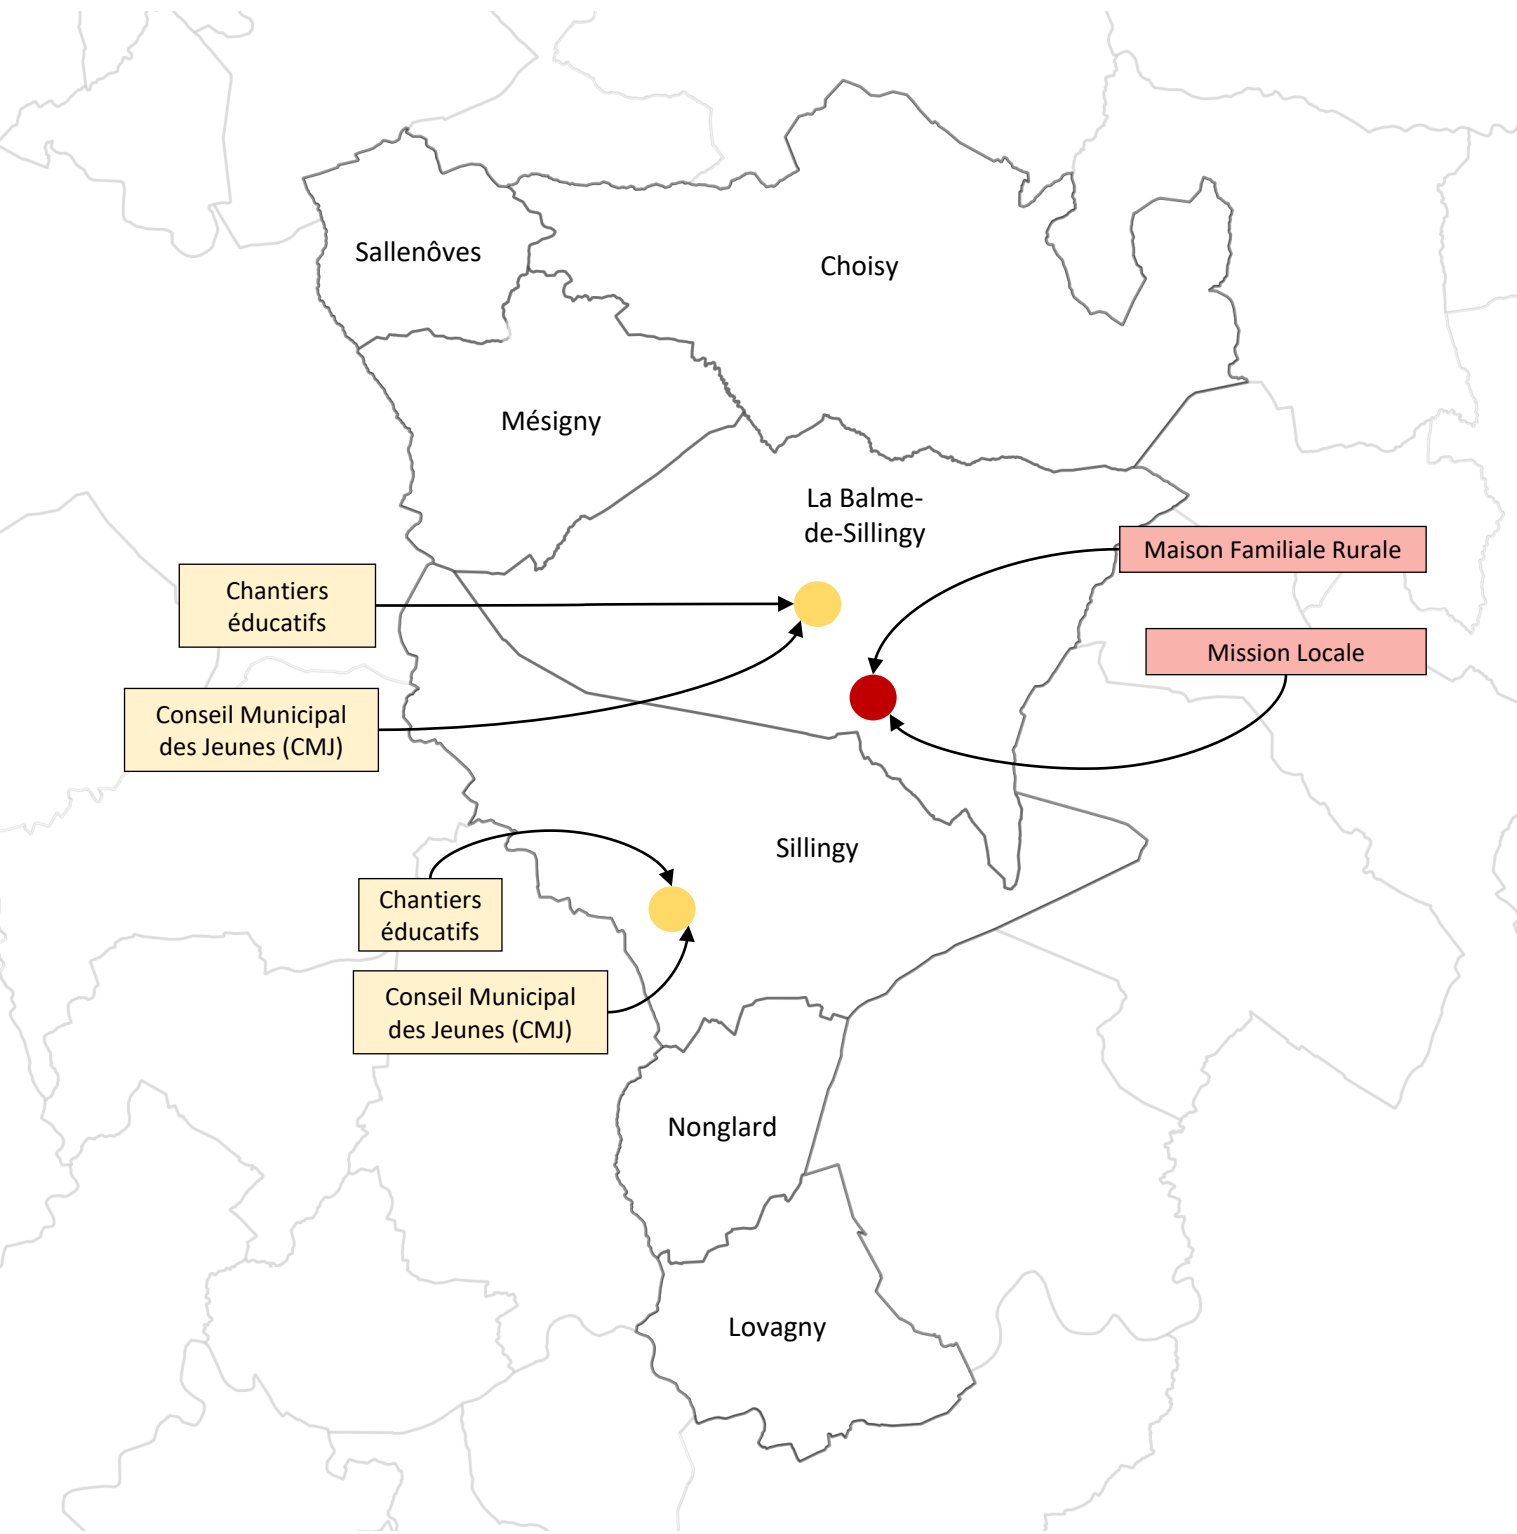 Sallenôves
Choisy
Mésigny
La Balme-
de-Sillingy
Maison Familiale Rurale
Chantiers
éducatifs
Mission Locale
Conseil Municipal
des Jeunes (CMJ)
Sillingy
Chantiers
éducatifs
Conseil Municipal
des Jeunes (CMJ)
Nonglard
Lovagny